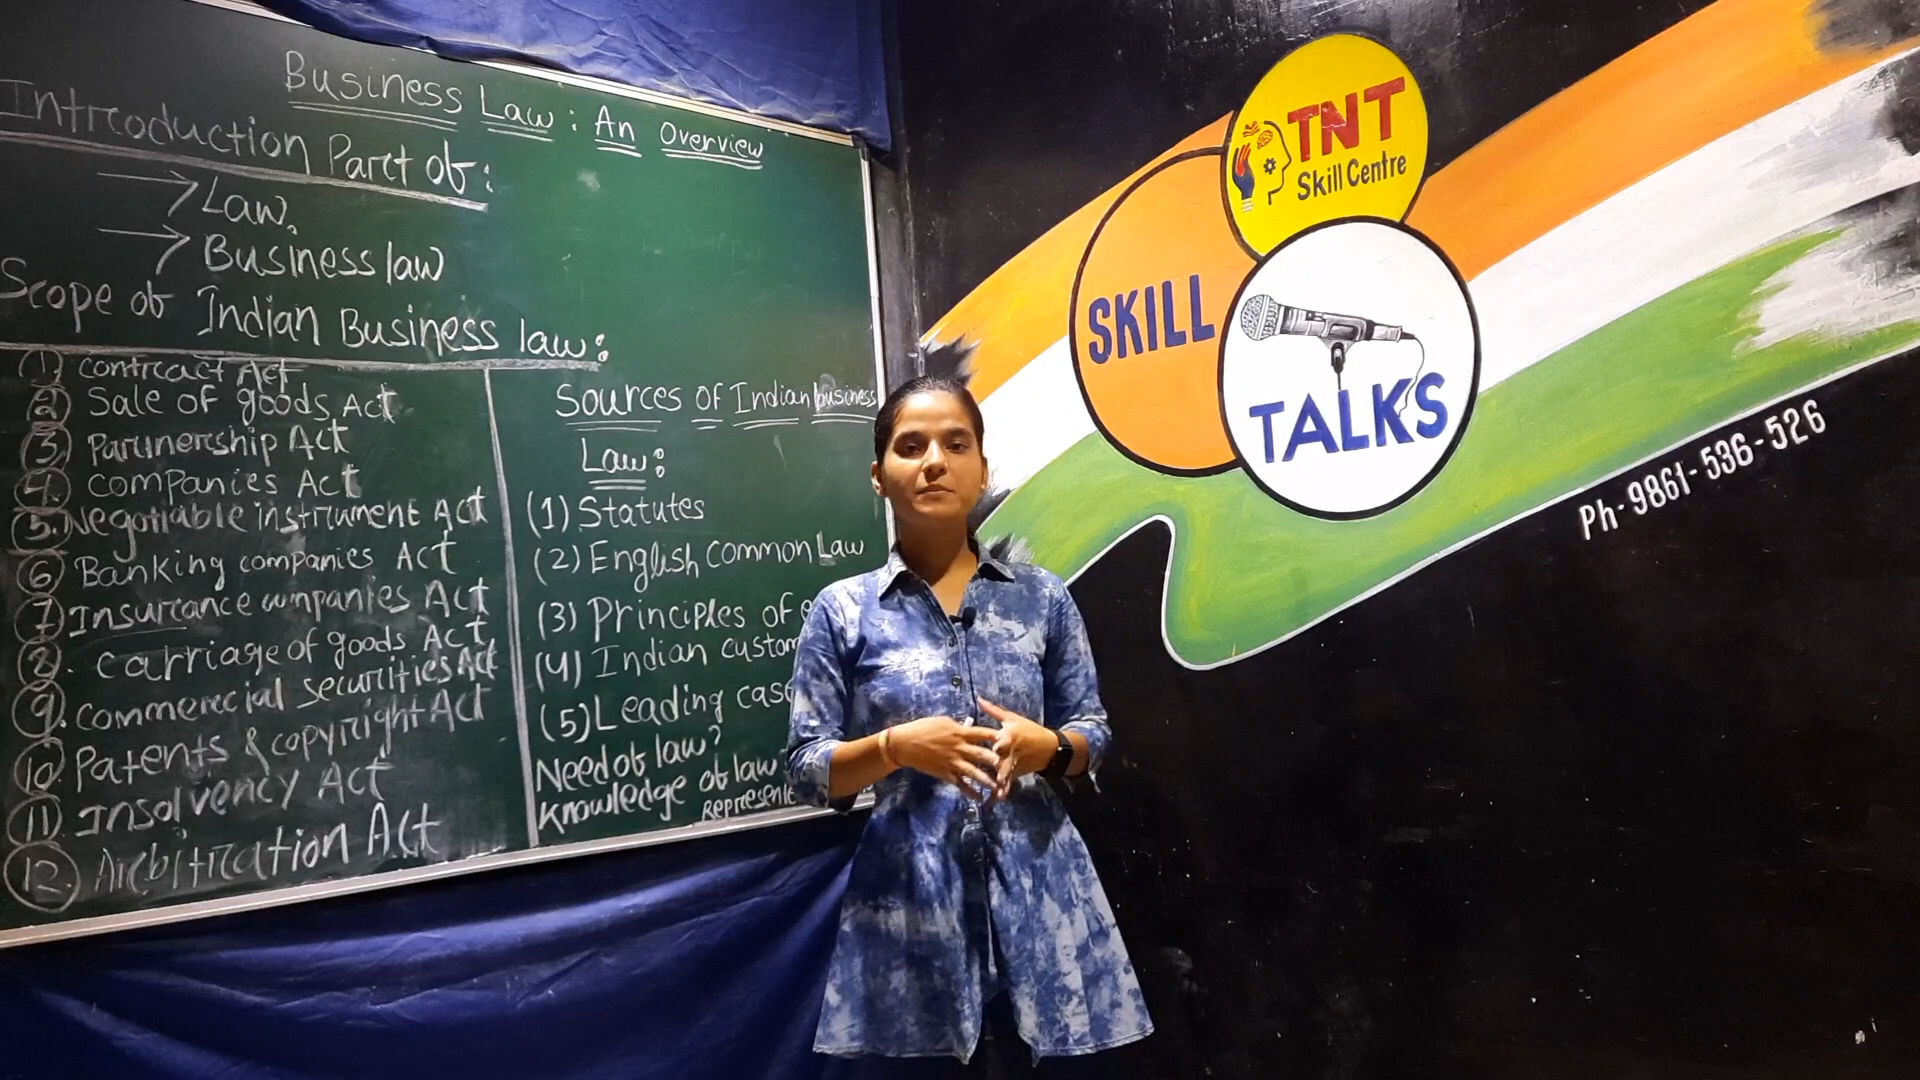 Business Law : An Overview
Introduction Part of :
Law.
Business law
Scope of Indian Business law :
(1) contract Act
(2) Sale of goods Act
(3) Partnership Act
(4) companies Act
(5). Negotiable instrument Act
(6) Banking companies Act
(7) Insurance companies Act
(8). Carriage of goods Act
(9). commercial securities Act
(10). Patents & copyright Act
(11). Insolvency Act
(12) Arbitration Act
Sources of Indian business
Law :
(1) Statutes
(2) English Common Law
(3) Principles of
(4) Indian custom
(5) Leading case
Need of law?
Knowledge of law
TNT
Skill Centre
SKILL
TALKS
Ph-9861-536-526